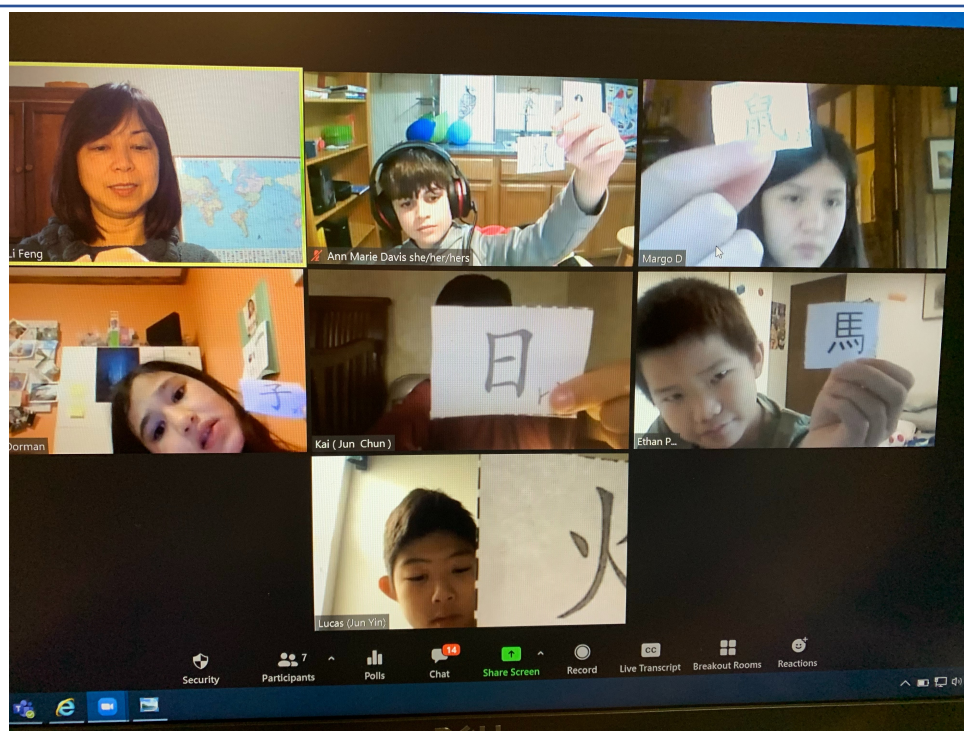 鼠
Li Feng
Ann Marie Davis she/her/hers
Margo D
子
日
馬
Dorman
Kai ( Jun Chun )
Ethan P...
火
Lucas (Jun Yin)
Security
7
Participants
Polls
14
Chat
Share Screen
Record
CC
Live Transcript
Breakout Rooms
Reactions
DELL